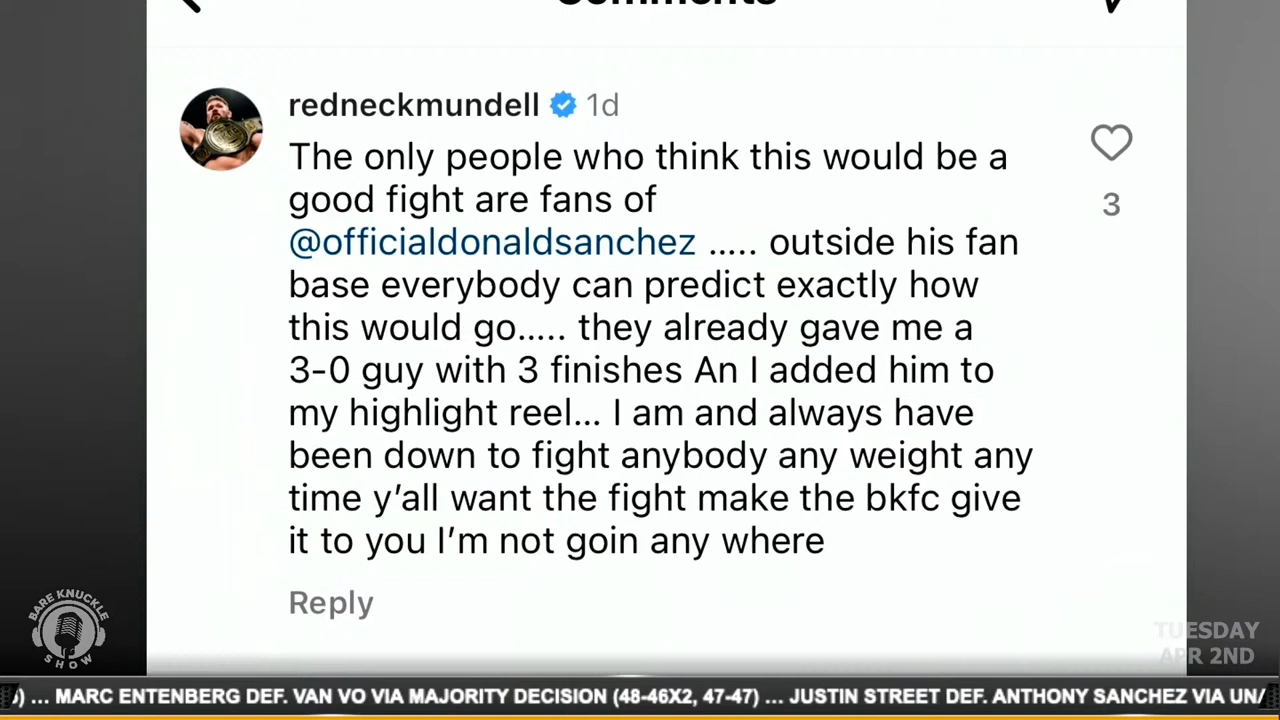 Comments
redneckmundell 1d
The only people who think this would be a
good fight are fans of
@officialdonaldsanchez ..... outside his fan
base everybody can predict exactly how
this would go..... they already gave me a
3-0 guy with 3 finishes An I added him to
my highlight reel... I am and always have
been down to fight anybody any weight any
time y'all want the fight make the bkfc give
it to you I'm not goin any where
3
Reply
BARE KNUCKLE
SHOW
TUESDAY
APR 2ND
) ... MARC ENTENBERG DEF. VAN VO VIA MAJORITY DECISION (48-46X2, 47-47) ... JUSTIN STREET DEF. ANTHONY SANCHEZ VIA UN